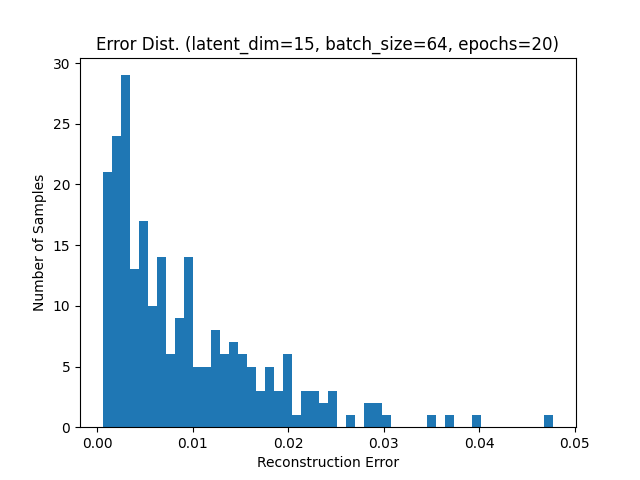 Error Dist. (latent_dim=15, batch_size=64, epochs=20)
30
25
20
15
10
5
0
Number of Samples
0.00 0.01 0.02 0.03 0.04 0.05
Reconstruction Error